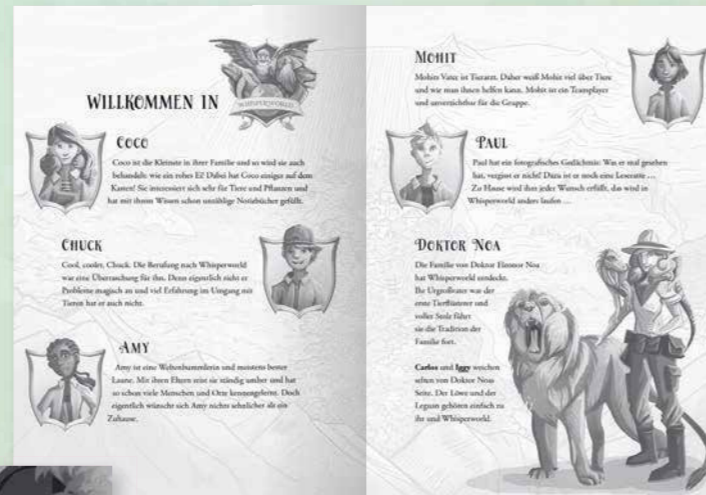 WILLKOMMEN IN
WHISPERWORLD
COCO
Coco ist die Kleinste in ihrer Familie und so wird sie auch
behandelt: wie ein rohes Ei! Dabei hat Coco einiges auf dem
Kasten! Sie interessiert sich sehr für Tiere und Pflanzen und
hat mit ihrem Wissen schon unzählige Notizbücher gefüllt.
CHUCK
Cool, cooler, Chuck. Die Berufung nach Whisperworld
war eine Überraschung für ihn. Denn eigentlich zieht er
Probleme magisch an und viel Erfahrung im Umgang mit
Tieren hat er auch nicht.
AMY
Amy ist eine Weltenbummlerin und meistens bester
Laune. Mit ihren Eltern reist sie ständig umher und hat
so schon viele Menschen und Orte kennengelernt. Doch
eigentlich wünscht sich Amy nichts sehnlicher als ein
Zuhause.
MOHIT
Mohits Vater ist Tierarzt. Daher weiß Mohit viel über Tiere
und wie man ihnen helfen kann. Mohit ist ein Teamplayer
und unverzichtbar für die Gruppe.
PAUL
Paul hat ein fotografisches Gedächtnis: Was er mal gesehen
hat, vergisst er nicht! Dazu ist er noch eine Leseratte ...
Zu Hause wird ihm jeder Wunsch erfüllt, das wird in
Whisperworld anders laufen ...
DOKTOR NOA
Die Familie von Doktor Eleonor Noa
hat Whisperworld entdeckt.
Ihr Urgroßvater war der
erste Tierflüsterer und
voller Stolz führt
sie die Tradition der
Familie fort.
Carlos und Iggy weichen
selten von Doktor Noas
Seite. Der Löwe und der
Leguan gehören einfach zu
ihr und Whisperworld.